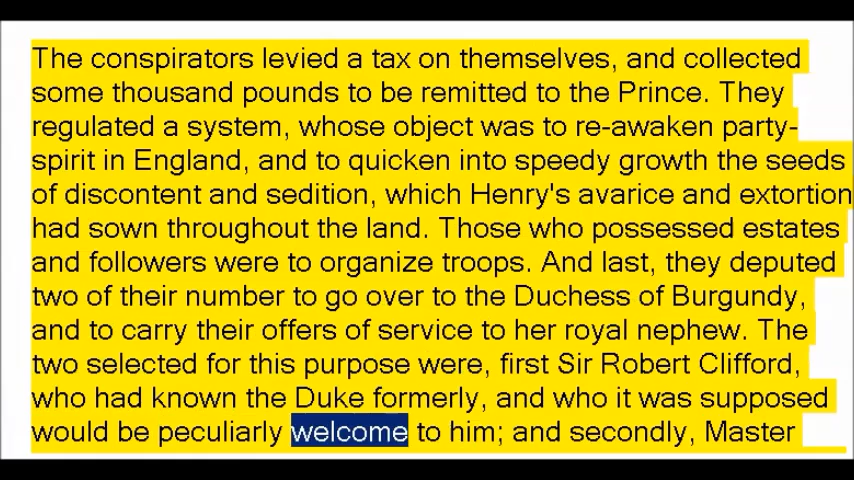 The conspirators levied a tax on themselves, and collected
some thousand pounds to be remitted to the Prince. They
regulated a system, whose object was to re-awaken party-
spirit in England, and to quicken into speedy growth the seeds
of discontent and sedition, which Henry's avarice and extortion
had sown throughout the land. Those who possessed estates
and followers were to organize troops. And last, they deputed
two of their number to go over to the Duchess of Burgundy,
and to carry their offers of service to her royal nephew. The
two selected for this purpose were, first Sir Robert Clifford,
who had known the Duke formerly, and who it was supposed
would be peculiarly welcome to him; and secondly, Master